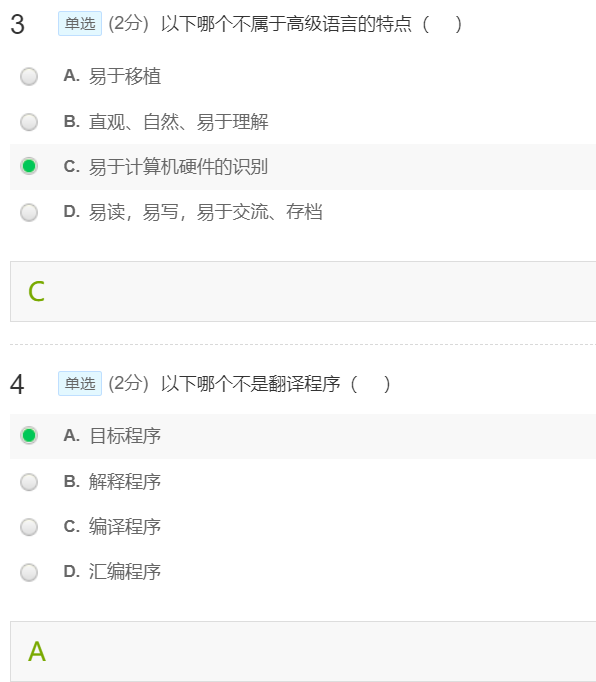 3 单选 (2分) 以下哪个不属于高级语言的特点（ ）
A. 易于移植
B. 直观、自然、易于理解
C. 易于计算机硬件的识别
D. 易读，易写，易于交流、存档
C
4 单选 (2分) 以下哪个不是翻译程序（ ）
A. 目标程序
B. 解释程序
C. 编译程序
D. 汇编程序
A